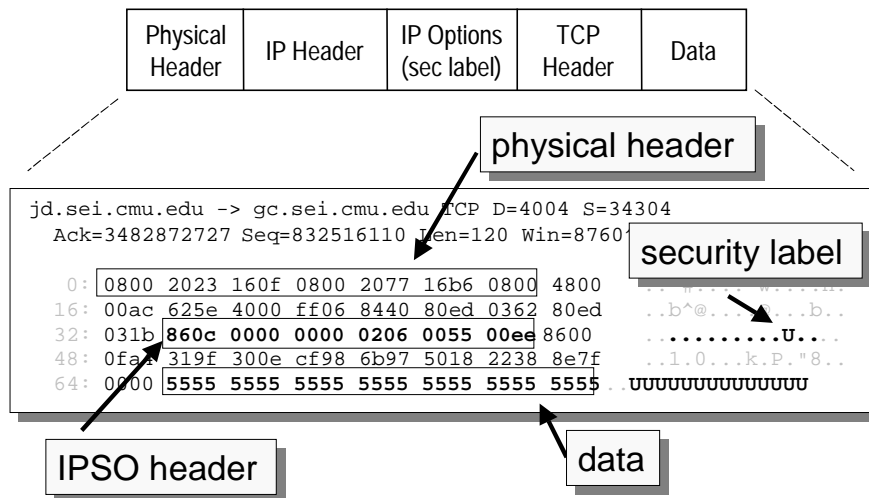 Physical Header
IP Header
IP Options (sec label)
TCP Header
Data
physical header
jd.sei.cmu.edu -> gc.sei.cmu.edu TCP D=4004 S=34304
Ack=3482872727 Seq=832516110 Len=120 Win=8760
security label
0: 0800 2023 160f 0800 2077 16b6 0800 4800
16: 00ac 625e 4000 ff06 8440 80ed 0362 80ed ..b^@.......b..
32: 031b 860c 0000 0000 0206 0055 00ee 8600 ..........U..
48: 0fa4 319f 300e cf98 6b97 5018 2238 8e7f ..1.0...k.P."8..
64: 0000 5555 5555 5555 5555 5555 5555 5555 ..UUUUUUUUUUUUUU
IPSO header
data